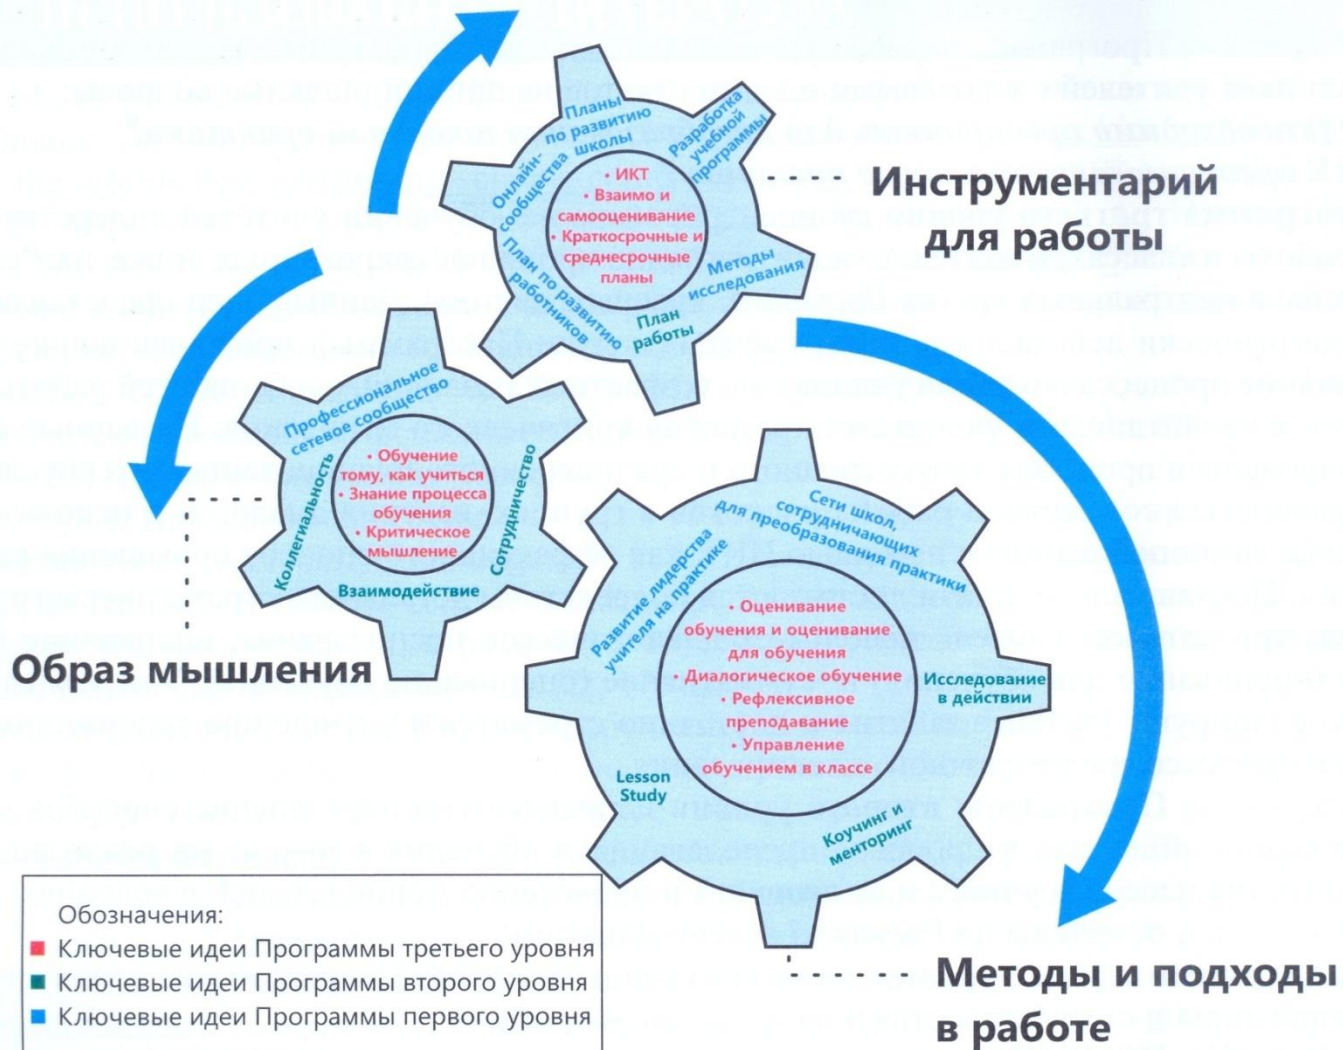 Планы
по развитию
школы
Разработка
учебной
программы
Онлайн-
сообщества
• ИКТ
• Взаимо и
самооценивание
• Краткосрочные и
среднесрочные
планы
Методы
исследования
План по развитию
работников
План
работы
Инструментарий
для работы
Профессиональное
сетевое сообщество
Коллегиальность
• Обучение
тому, как учиться
• Знание процесса
обучения
• Критическое
мышление
Сотрудничество
Взаимодействие
Образ мышления
Сети школ,
сотрудничающих
для преобразования практики
Развитие лидерства
учителя на практике
• Оценивание
обучения и оценивание
для обучения
• Диалогическое обучение
• Рефлексивное
преподавание
• Управление
обучением в классе
Исследование
в действии
Lesson
Study
Коучинг и
менторинг
Методы и подходы
в работе
Обозначения:
Ключевые идеи Программы третьего уровня
Ключевые идеи Программы второго уровня
Ключевые идеи Программы первого уровня